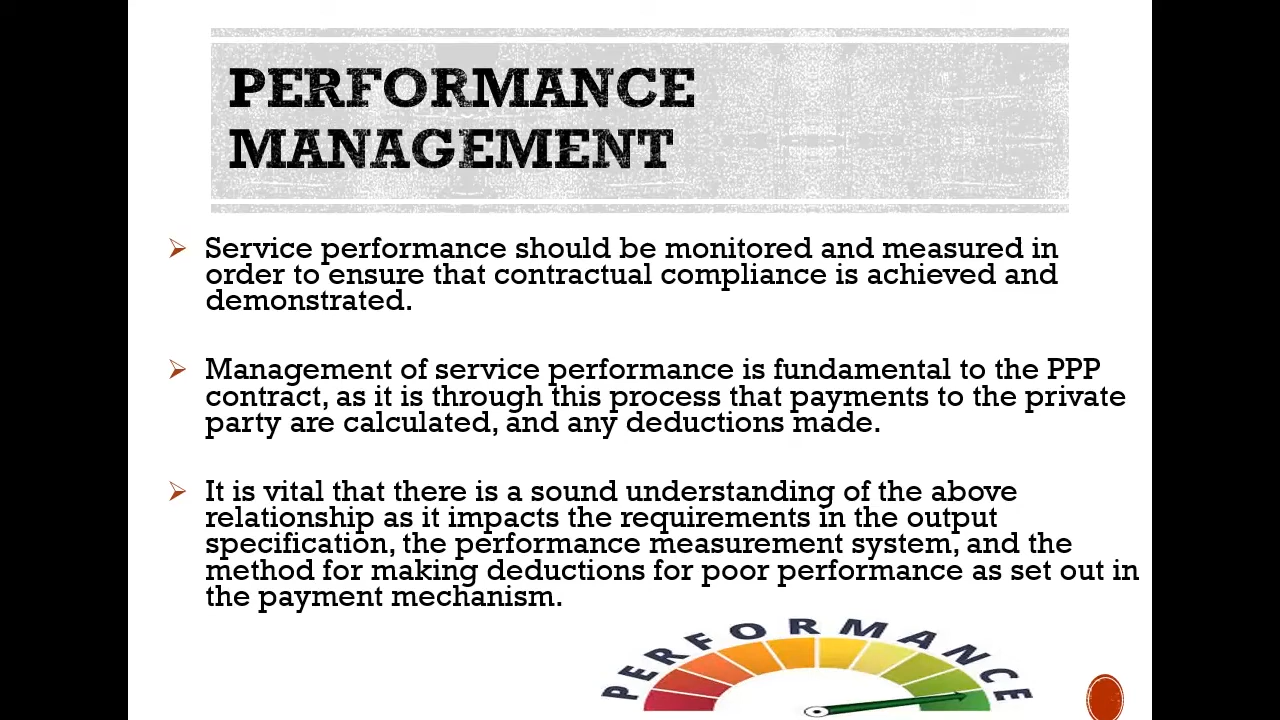 PERFORMANCE
MANAGEMENT
Service performance should be monitored and measured in
order to ensure that contractual compliance is achieved and
demonstrated.
Management of service performance is fundamental to the PPP
contract, as it is through this process that payments to the private
party are calculated, and any deductions made.
It is vital that there is a sound understanding of the above
relationship as it impacts the requirements in the output
specification, the performance measurement system, and the
method for making deductions for poor performance as set out in
the payment mechanism.
PERFORMANCE